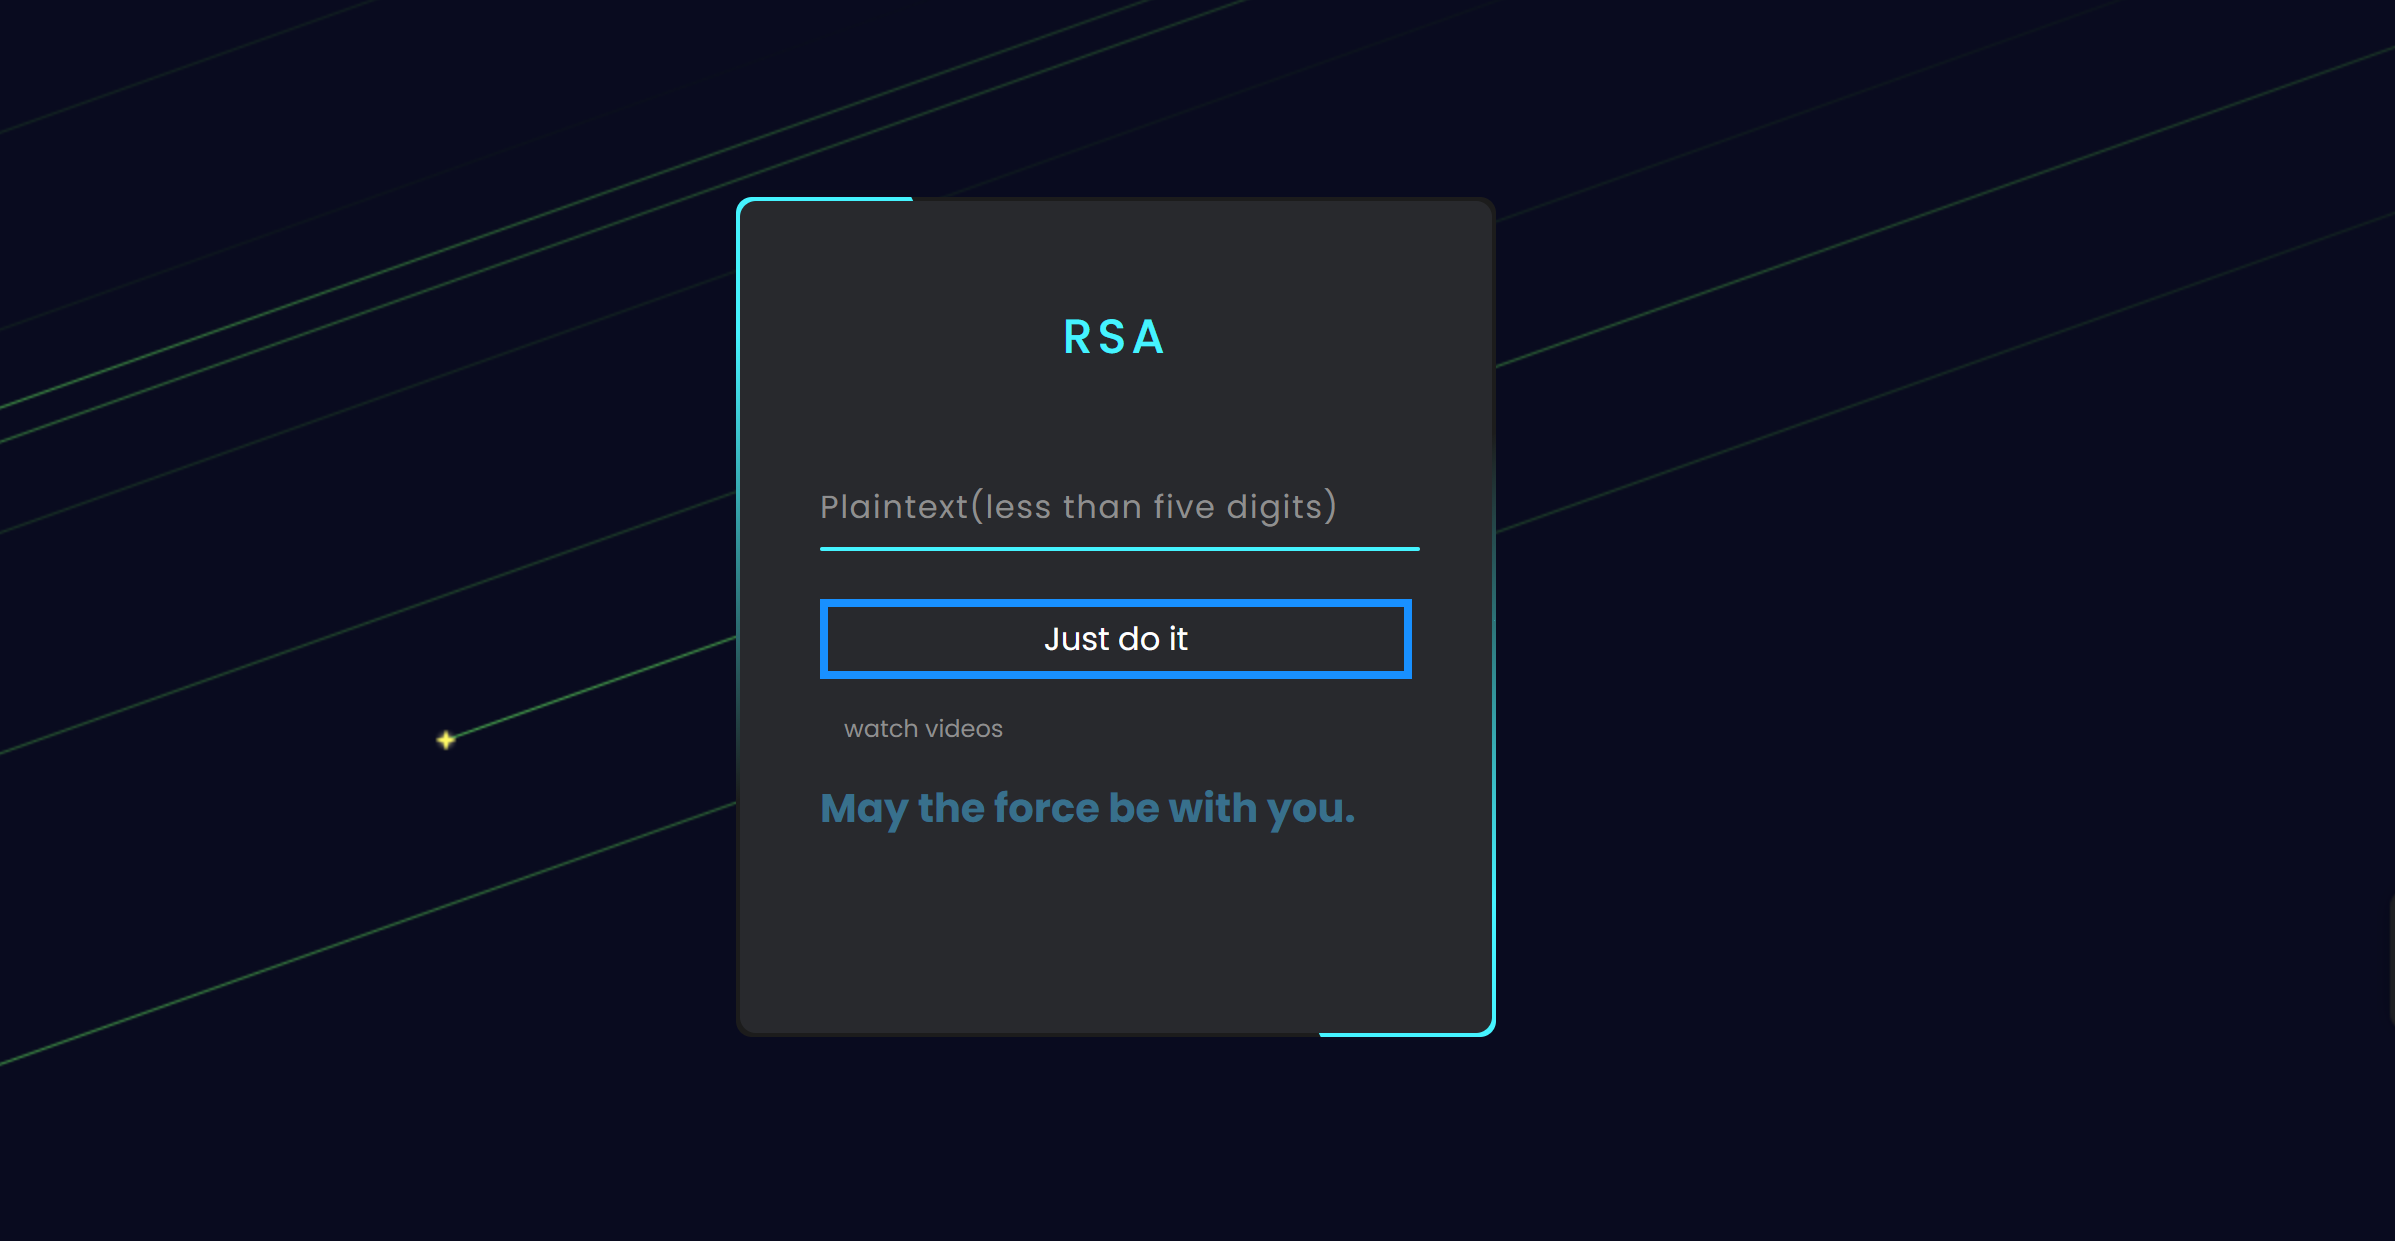 RSA
Plaintext(less than five digits)
Just do it
watch videos
May the force be with you.